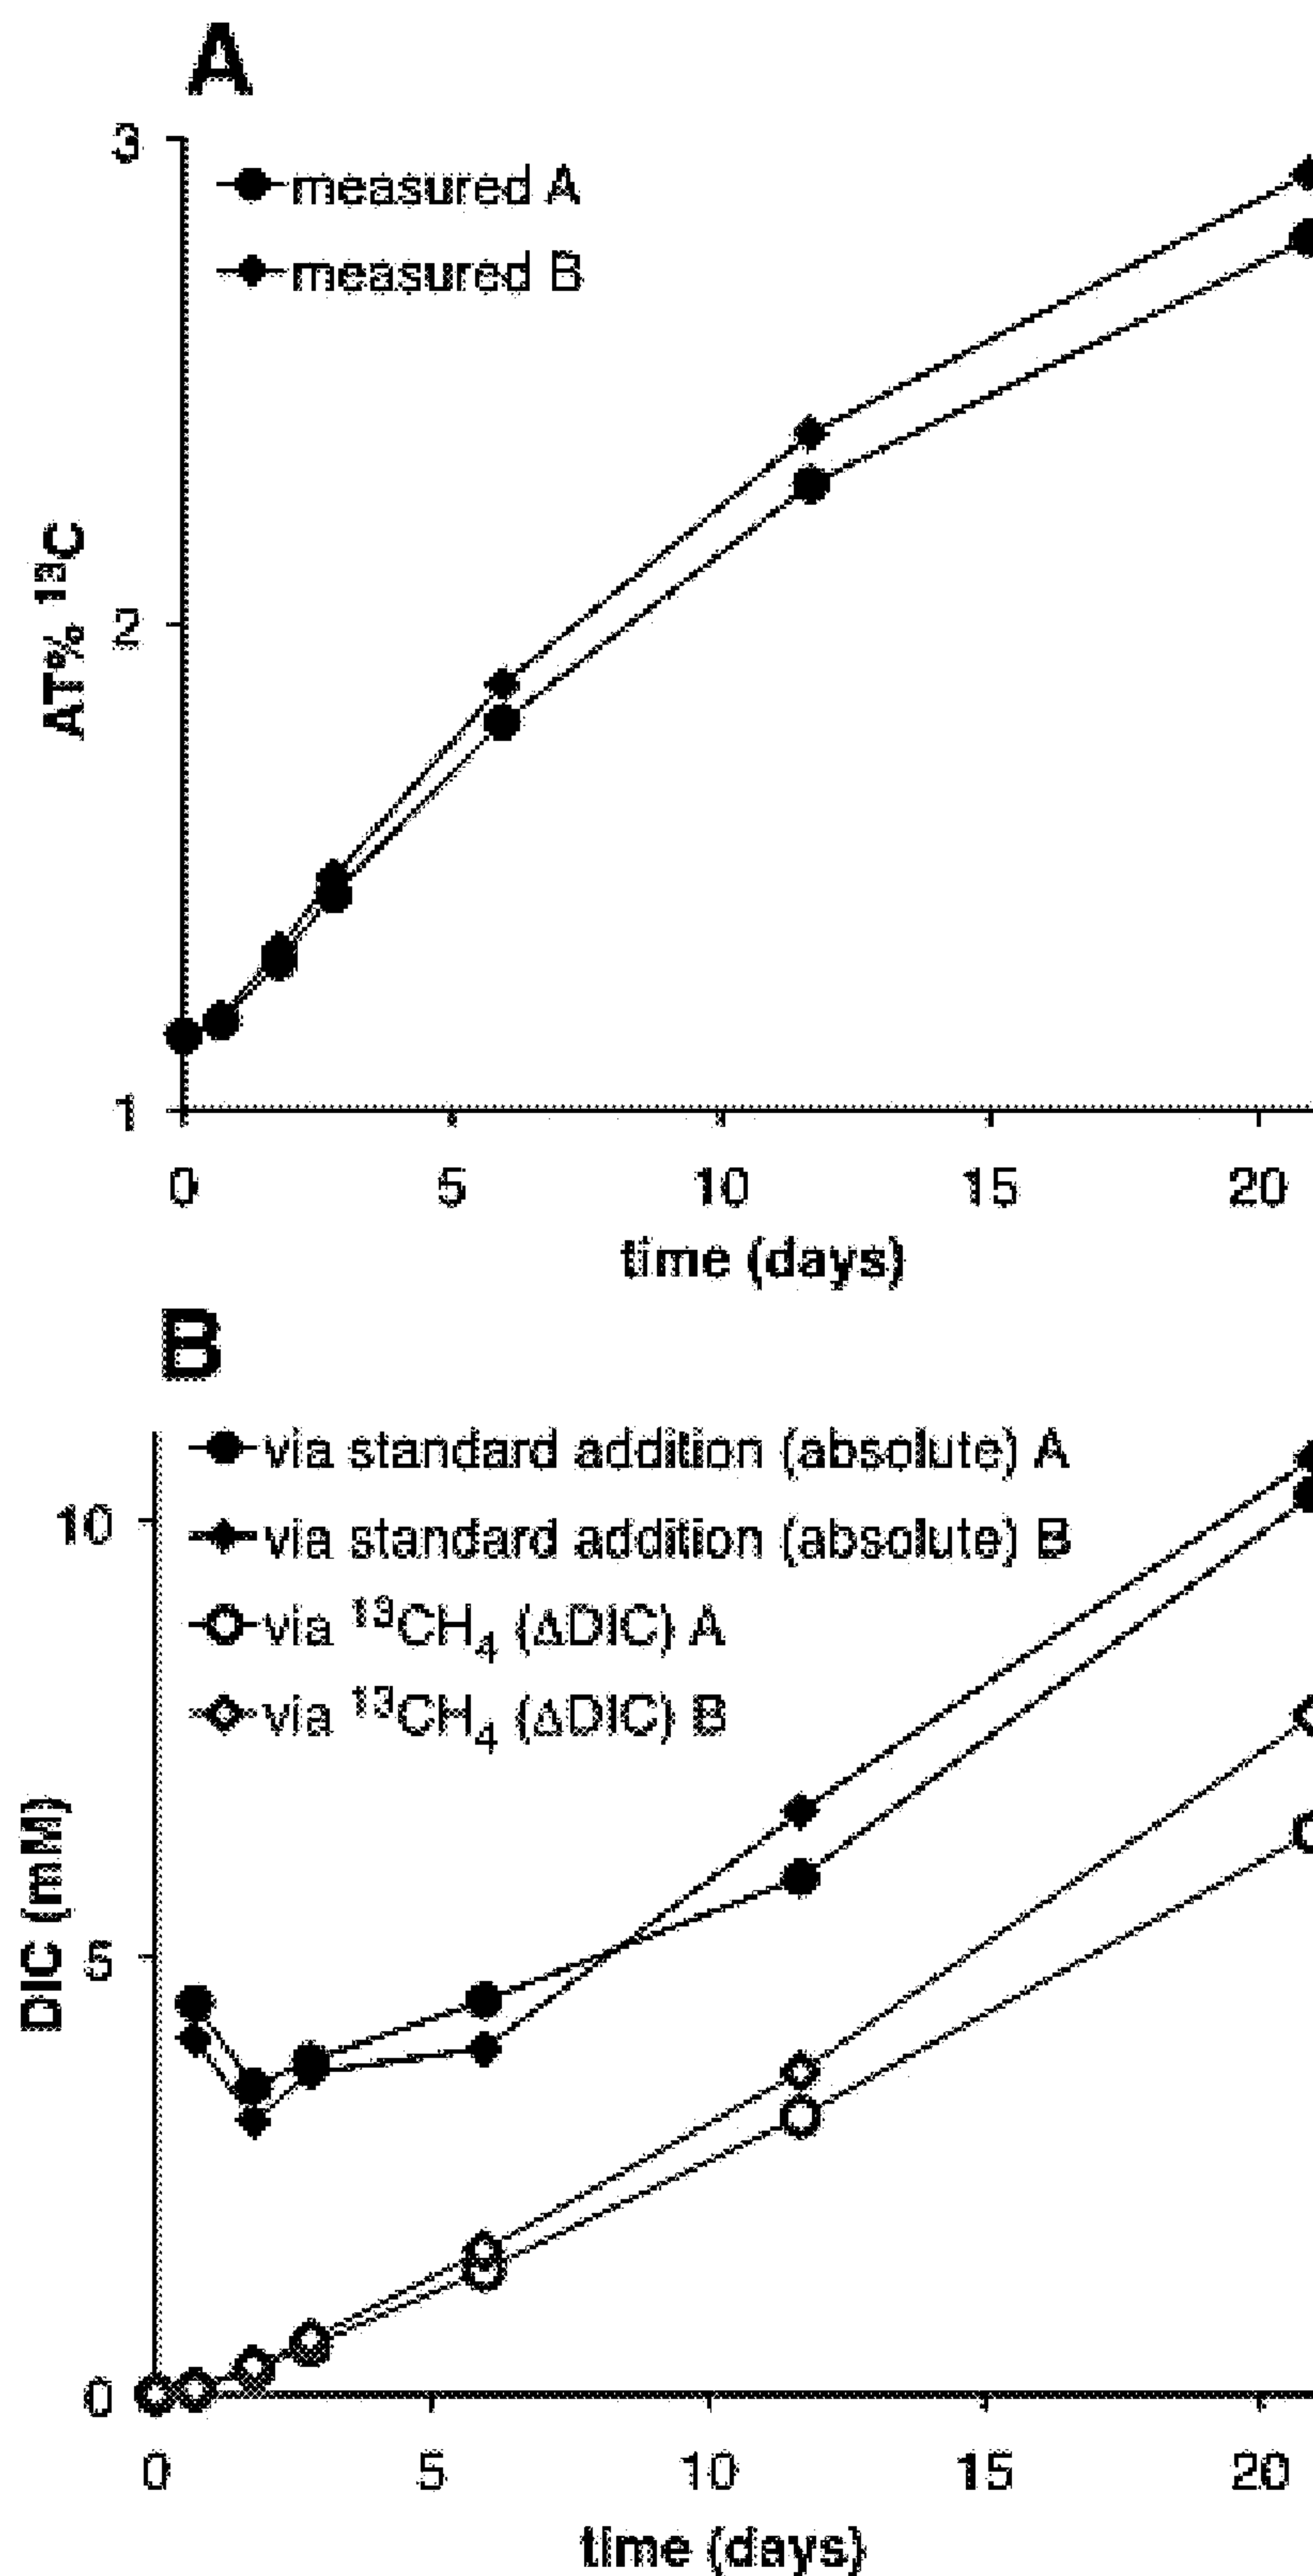 A
3
measured A
measured B
2
AT% ¹³C
1
0 5 10 15 20
time (days)
B
via standard addition (absolute) A
10
via standard addition (absolute) B
via ¹³CH₄ (ΔDIC) A
via ¹³CH₄ (ΔDIC) B
DIC (mM)
5
0
0 5 10 15 20
time (days)